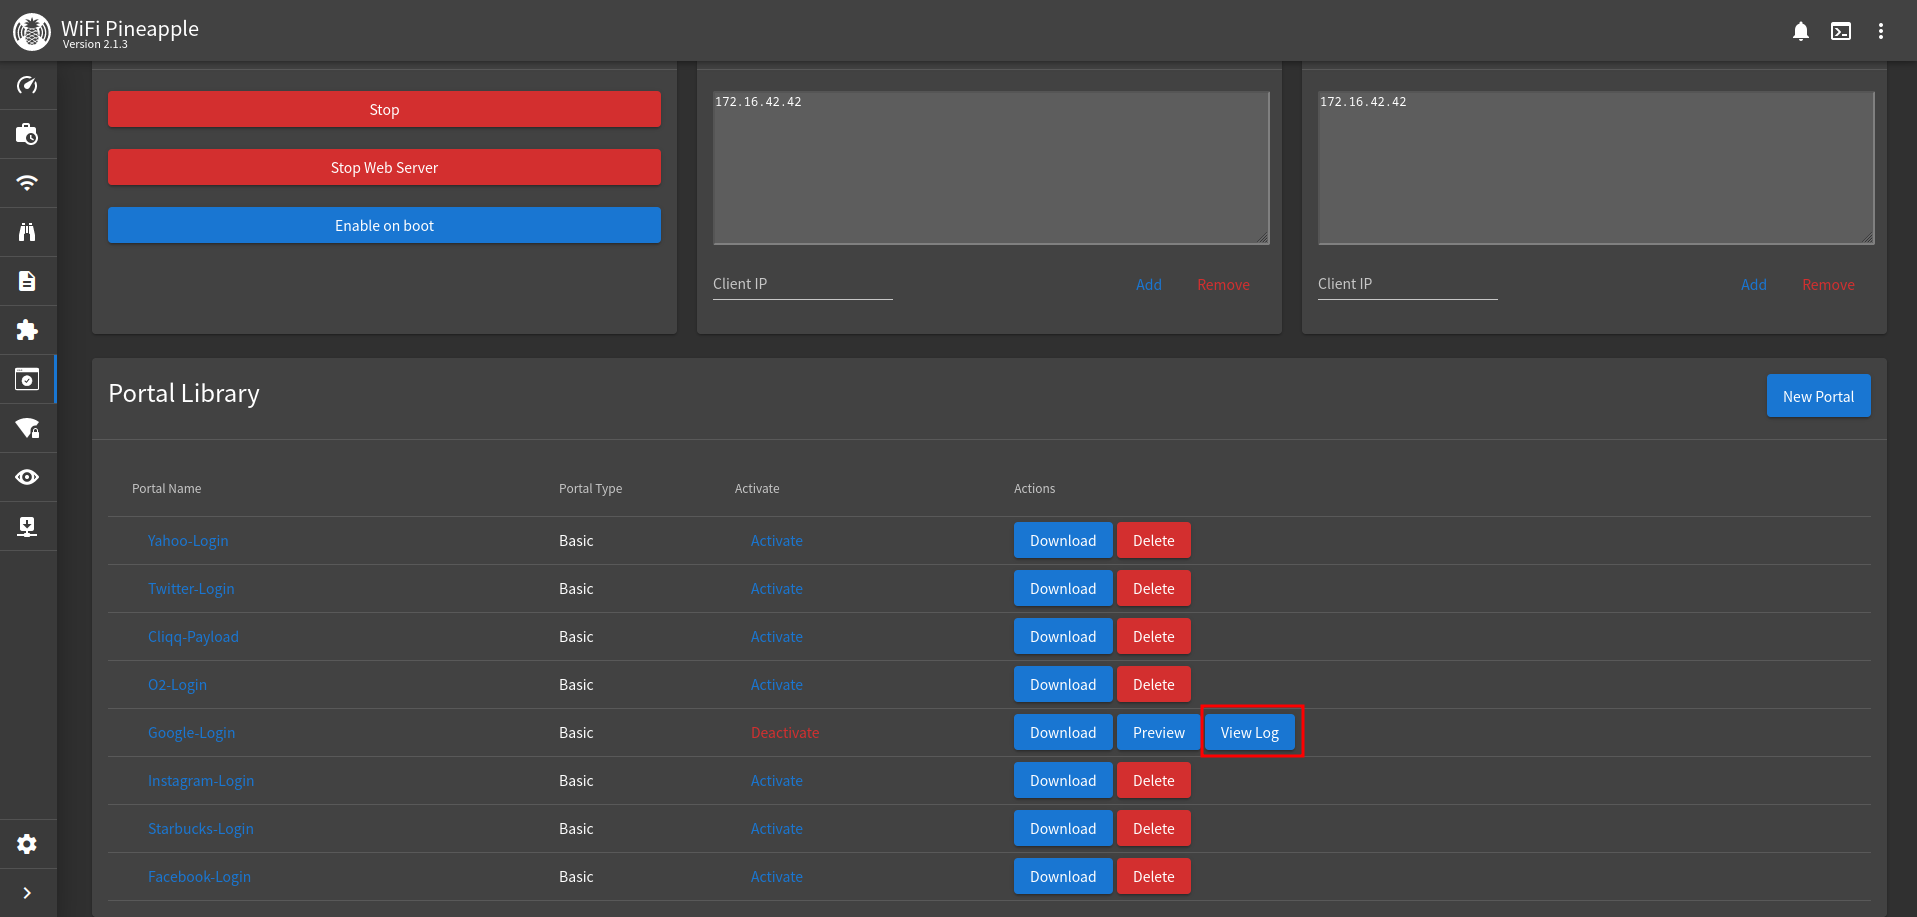 WiFi Pineapple
Version 2.1.3
Stop
Stop Web Server
Enable on boot
172.16.42.42
Client IP Add Remove
172.16.42.42
Client IP Add Remove
Portal Library
New Portal
Portal Name Portal Type Activate Actions
Yahoo-Login Basic Activate Download Delete
Twitter-Login Basic Activate Download Delete
Cliqq-Payload Basic Activate Download Delete
O2-Login Basic Activate Download Delete
Google-Login Basic Deactivate Download Preview View Log
Instagram-Login Basic Activate Download Delete
Starbucks-Login Basic Activate Download Delete
Facebook-Login Basic Activate Download Delete